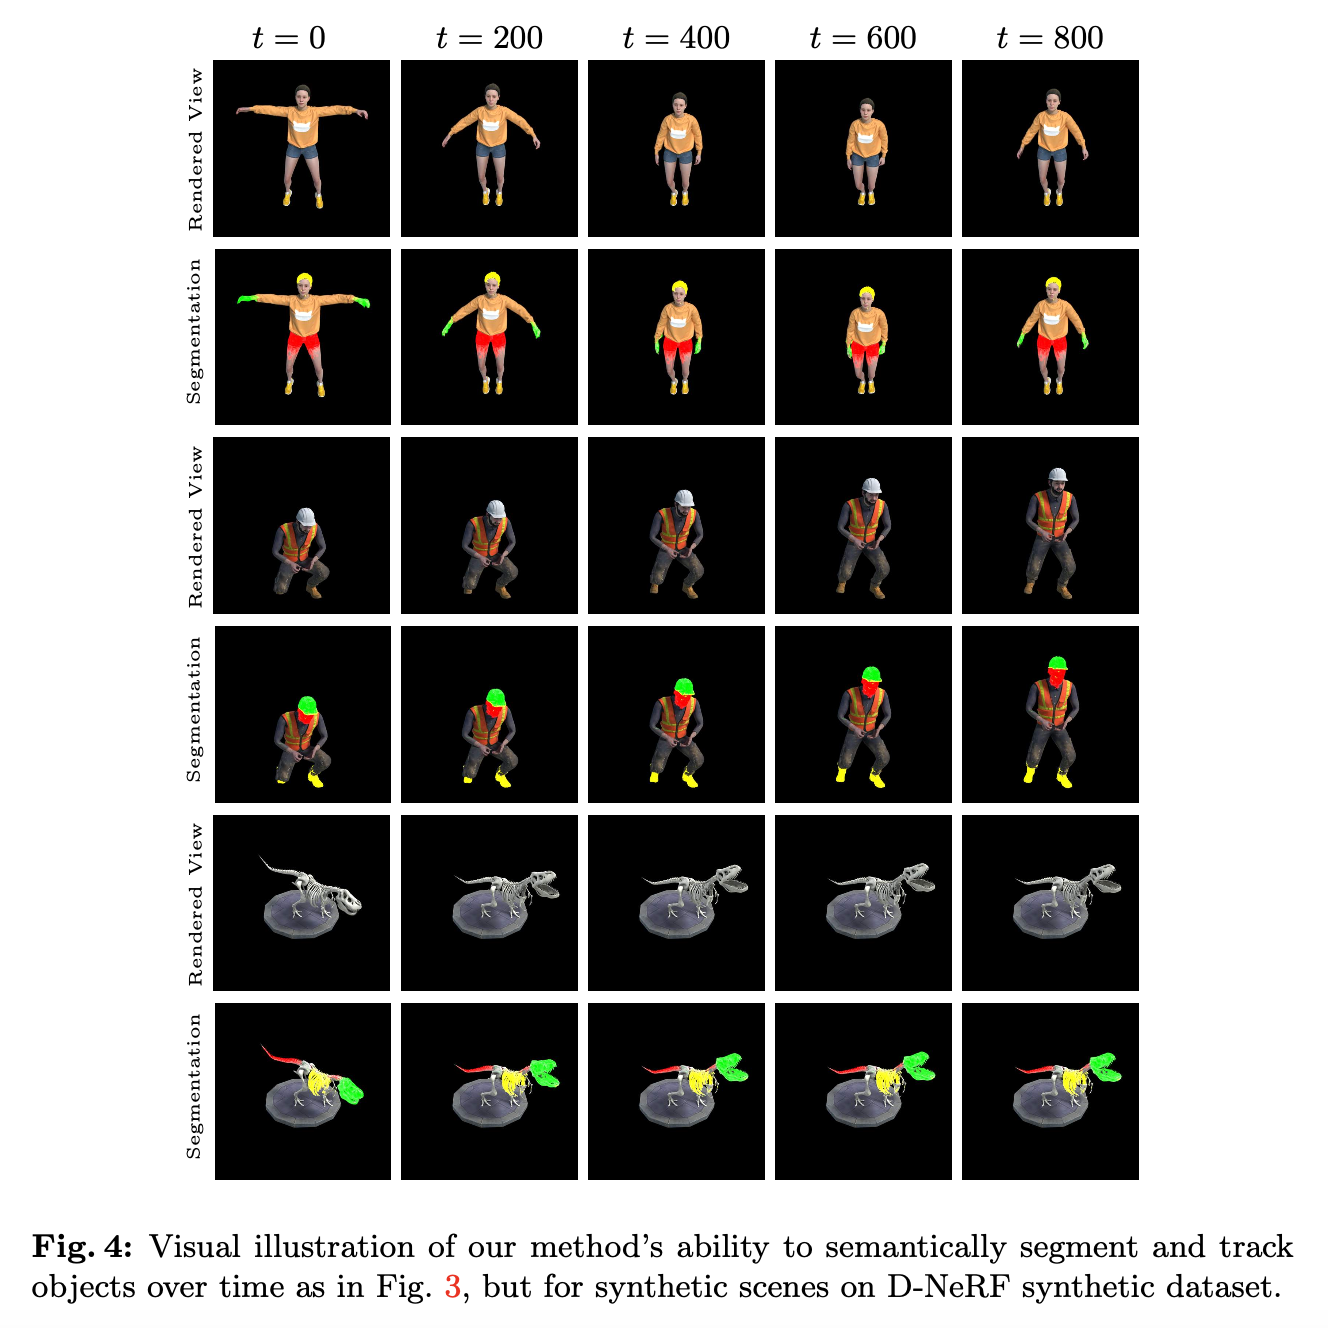 t = 0 t = 200 t = 400 t = 600 t = 800
Rendered View
Segmentation
Rendered View
Segmentation
Rendered View
Segmentation
Fig. 4: Visual illustration of our method's ability to semantically segment and track
objects over time as in Fig. 3, but for synthetic scenes on D-NeRF synthetic dataset.